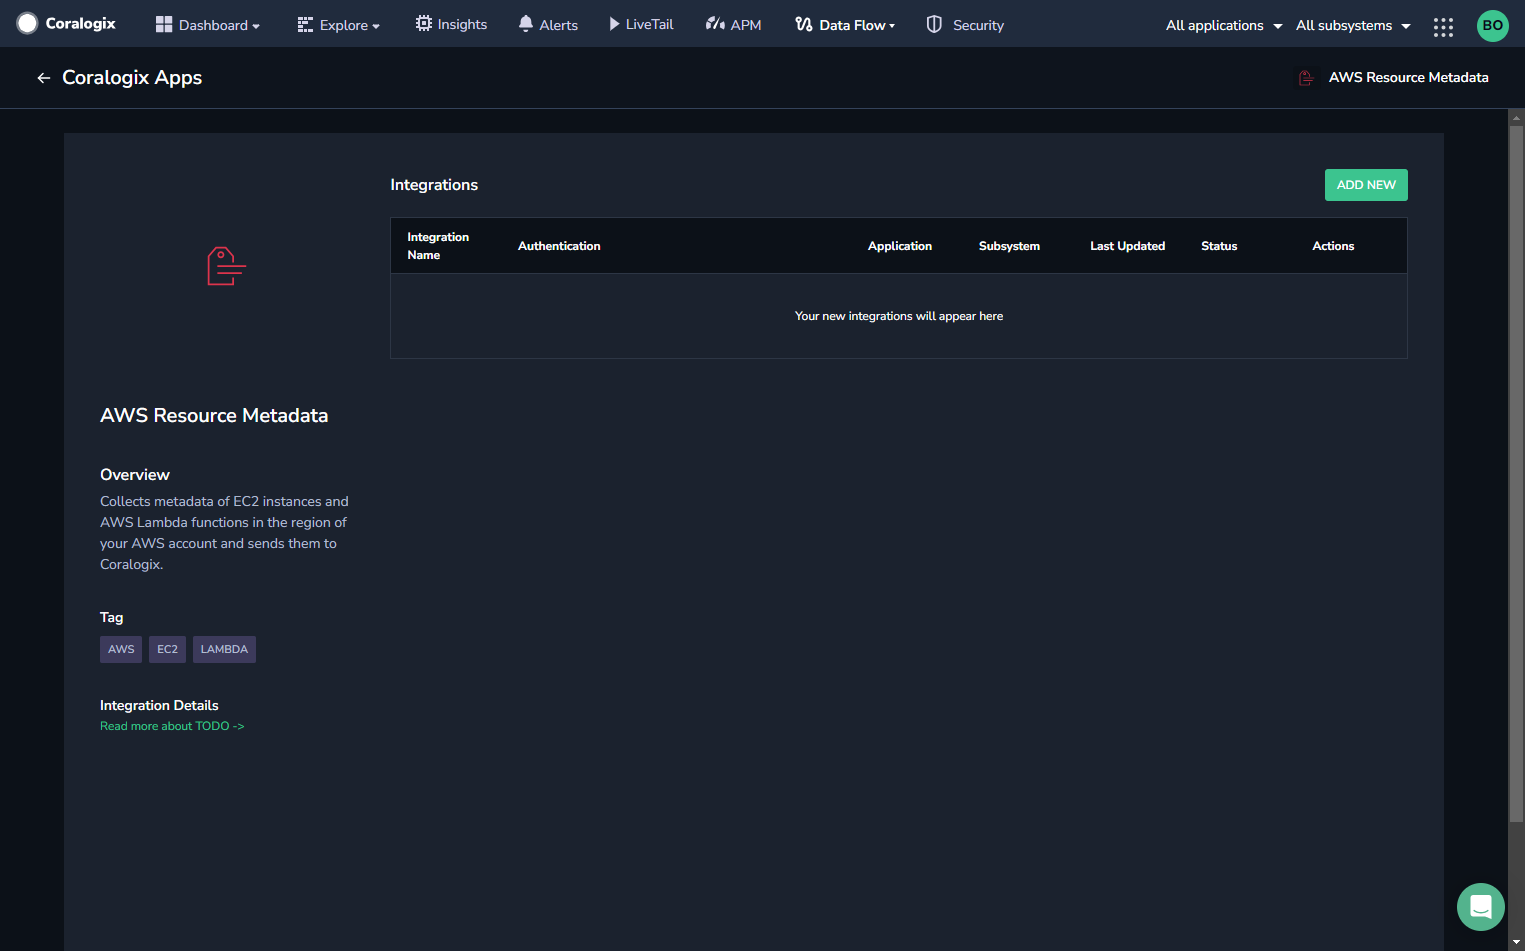 Coralogix Dashboard Explore Insights Alerts LiveTail APM Data Flow Security All applications All subsystems BO
Coralogix Apps AWS Resource Metadata
Integrations ADD NEW
Integration Name Authentication Application Subsystem Last Updated Status Actions
Your new integrations will appear here
AWS Resource Metadata
Overview
Collects metadata of EC2 instances and
AWS Lambda functions in the region of
your AWS account and sends them to
Coralogix.
Tag
AWS EC2 LAMBDA
Integration Details
Read more about TODO ->